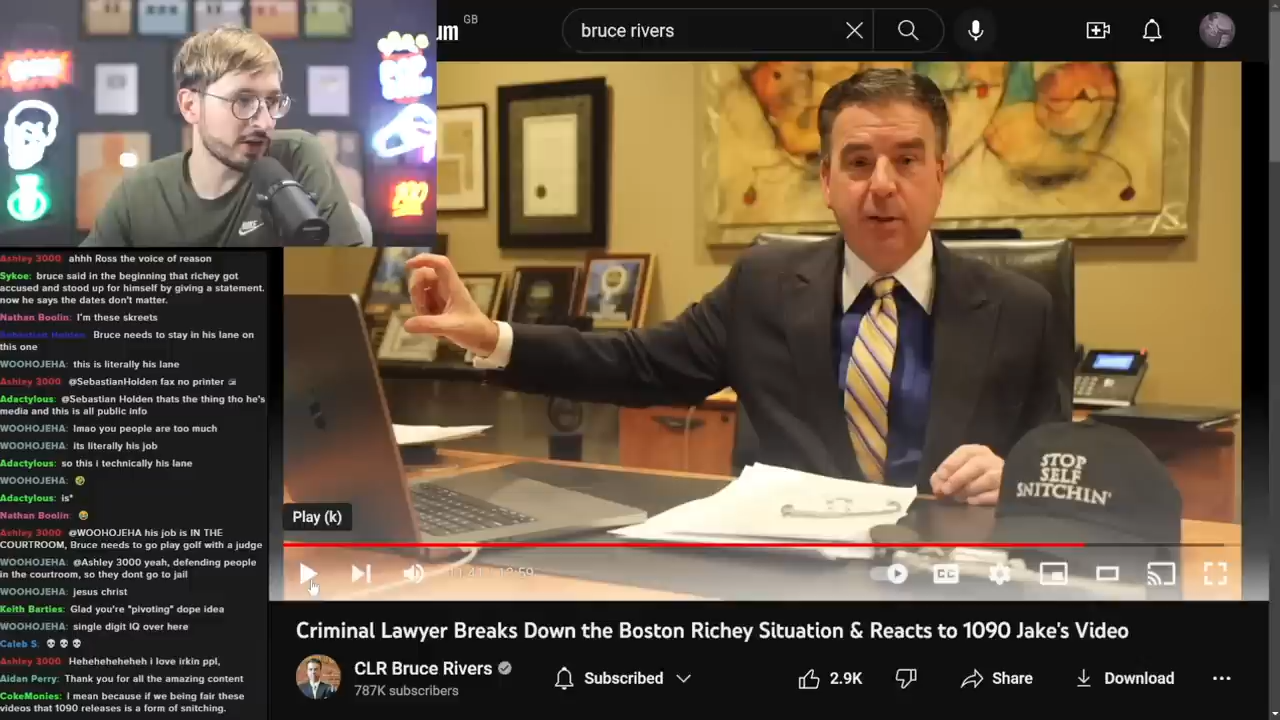 um GB
bruce rivers
Ashley 3000 ahhh Ross the voice of reason
Sykoe: bruce said in the beginning that richey got
accused and stood up for himself by giving a statement.
now he says the dates don't matter.
Nathan Boolin: I'm these skreets
Sebastian Holden: Bruce needs to stay in his lane on
this one
WOOHOJEHA: this is literally his lane
Ashley 3000 @SebastianHolden fax no printer
Adactylous: @Sebastian Holden thats the thing tho he's
media and this is all public info
WOOHOJEHA: lmao you people are too much
WOOHOJEHA: its literally his job
Adactylous: so this i technically his lane
WOOHOJEHA:
Adactylous: is*
Nathan Boolin:
Ashley 3000 @WOOHOJEHA his job is IN THE
COURTROOM, Bruce needs to go play golf with a judge
WOOHOJEHA: @Ashley 3000 yeah, defending people
in the courtroom, so they dont go to jail
WOOHOJEHA: jesus christ
Keith Barties: Glad you're "pivoting" dope idea
WOOHOJEHA: single digit IQ over here
Caleb S: 💀 💀 💀
Ashley 3000 Heheheheheheh i love irkin ppl,
Aidan Perry: Thank you for all the amazing content
CokeMonies: I mean because if we being fair these
videos that 1090 releases is a form of snitching.
STOP
SELF
SNITCHIN'
Play (k)
11:41 / 13:59
CC
Criminal Lawyer Breaks Down the Boston Richey Situation & Reacts to 1090 Jake's Video
CLR Bruce Rivers
787K subscribers
Subscribed
2.9K
Share
Download